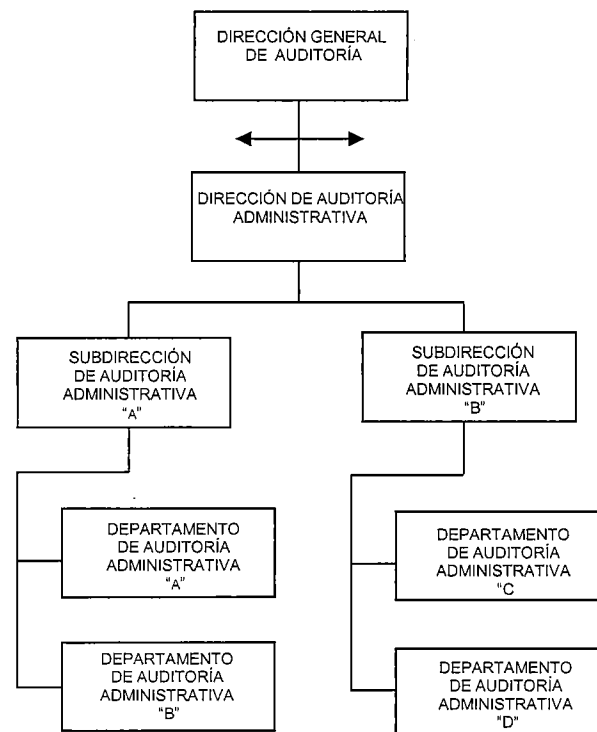 DIRECCIÓN GENERAL
DE AUDITORÍA
DIRECCIÓN DE AUDITORÍA
ADMINISTRATIVA
SUBDIRECCIÓN
DE AUDITORÍA
ADMINISTRATIVA
"A"
SUBDIRECCIÓN
DE AUDITORÍA
ADMINISTRATIVA
"B"
DEPARTAMENTO
DE AUDITORÍA
ADMINISTRATIVA
"A"
DEPARTAMENTO
DE AUDITORÍA
ADMINISTRATIVA
"B"
DEPARTAMENTO
DE AUDITORÍA
ADMINISTRATIVA
"C
DEPARTAMENTO
DE AUDITORÍA
ADMINISTRATIVA
"D"